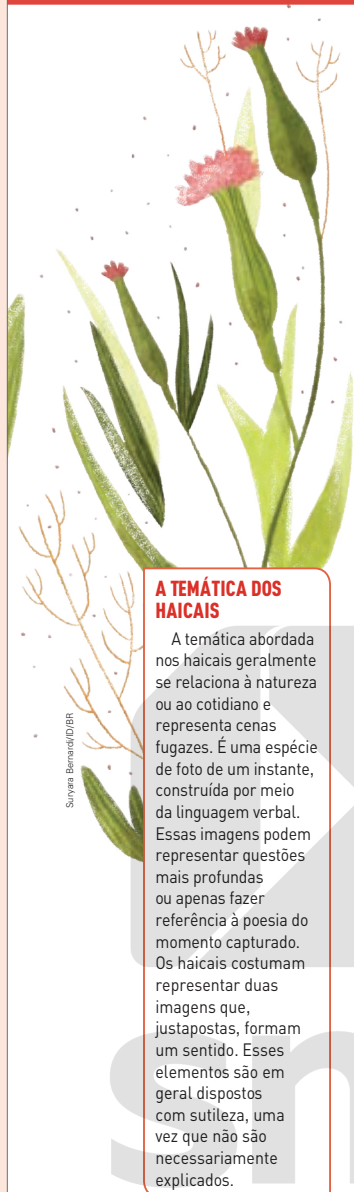 Suryara Bernardi/ID/BR
A TEMÁTICA DOS
HAICAIS
A temática abordada
nos haicais geralmente
se relaciona à natureza
ou ao cotidiano e
representa cenas
fugazes. É uma espécie
de foto de um instante,
construída por meio
da linguagem verbal.
Essas imagens podem
representar questões
mais profundas
ou apenas fazer
referência à poesia do
momento capturado.
Os haicais costumam
representar duas
imagens que,
justapostas, formam
um sentido. Esses
elementos são em
geral dispostos
com sutileza, uma
vez que não são
necessariamente
explicados.